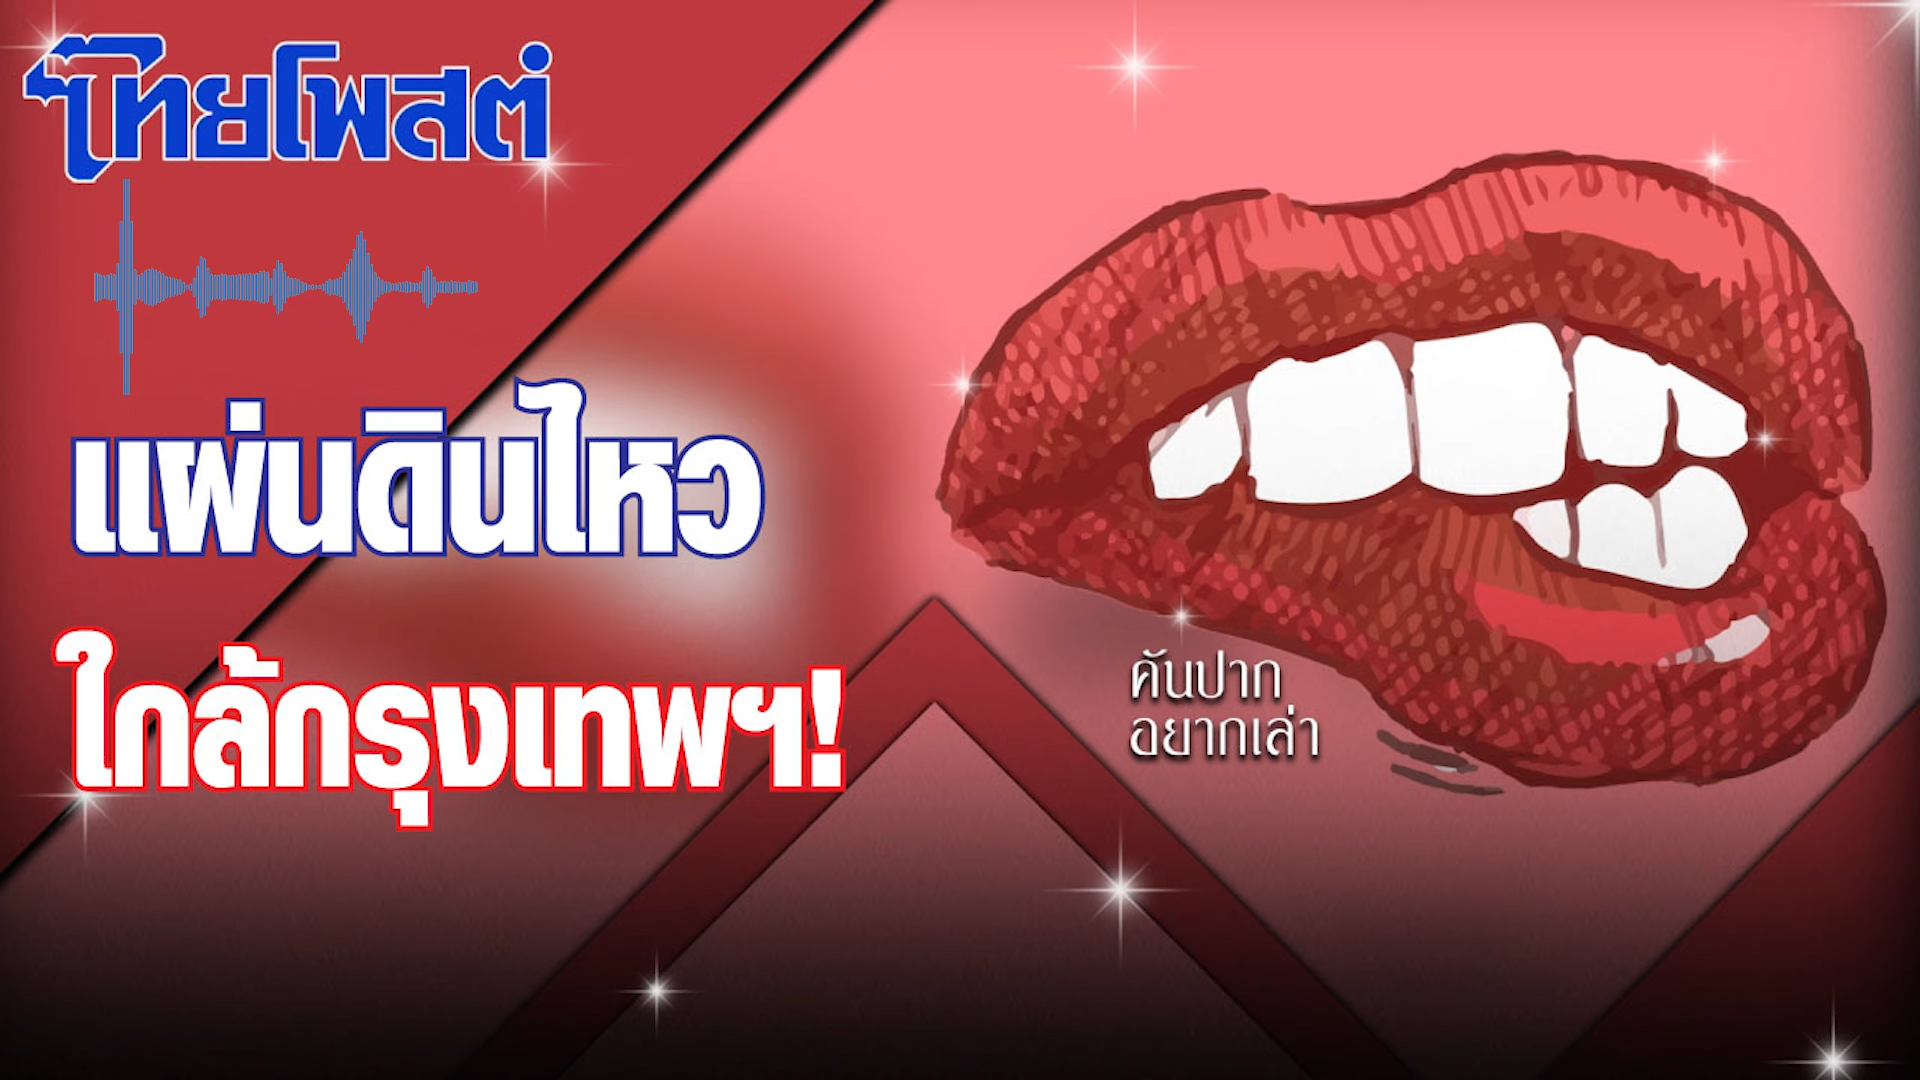 ไทยโพสต์
แผ่นดินไหว
ใกล้กรุงเทพฯ!
คันปาก
อยากเล่า